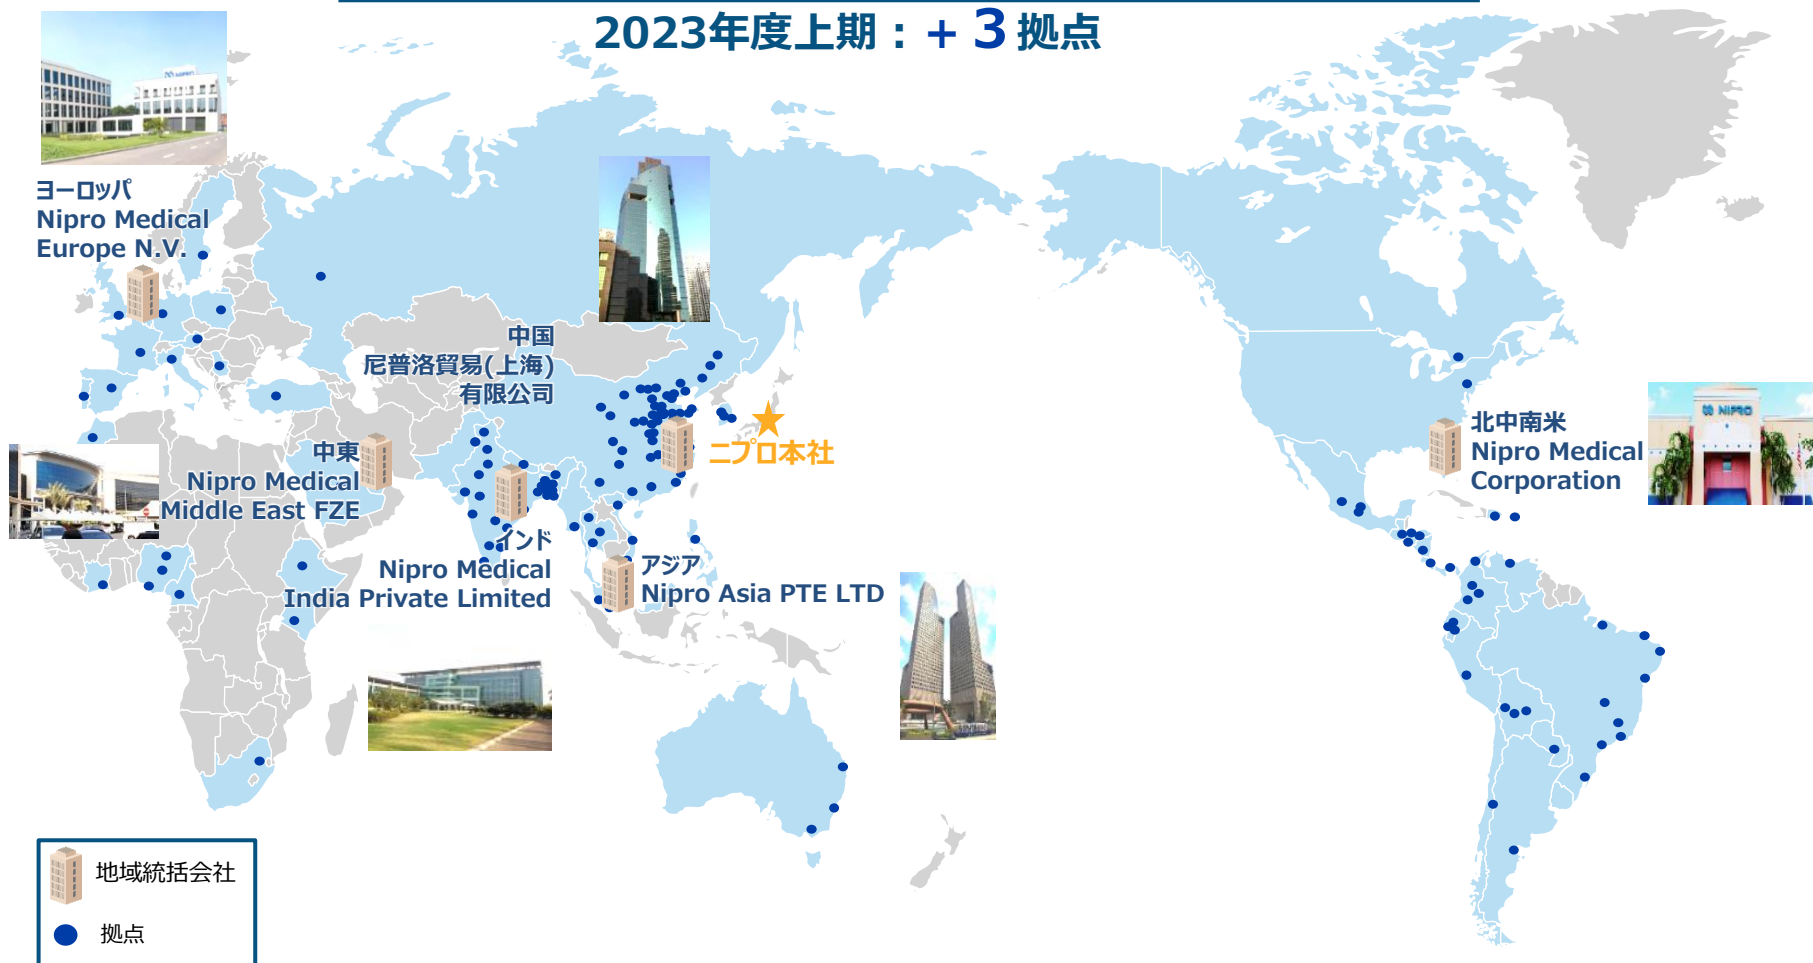 2023年度上期：+ 3 拠点
NIPRO
ヨーロッパ
Nipro Medical
Europe N.V.
中国
尼普洛貿易(上海)
有限公司
ニプロ本社
中東
Nipro Medical
Middle East FZE
インド
Nipro Medical
India Private Limited
アジア
Nipro Asia PTE LTD
北中南米
Nipro Medical
Corporation
NIPRO
地域統括会社
拠点